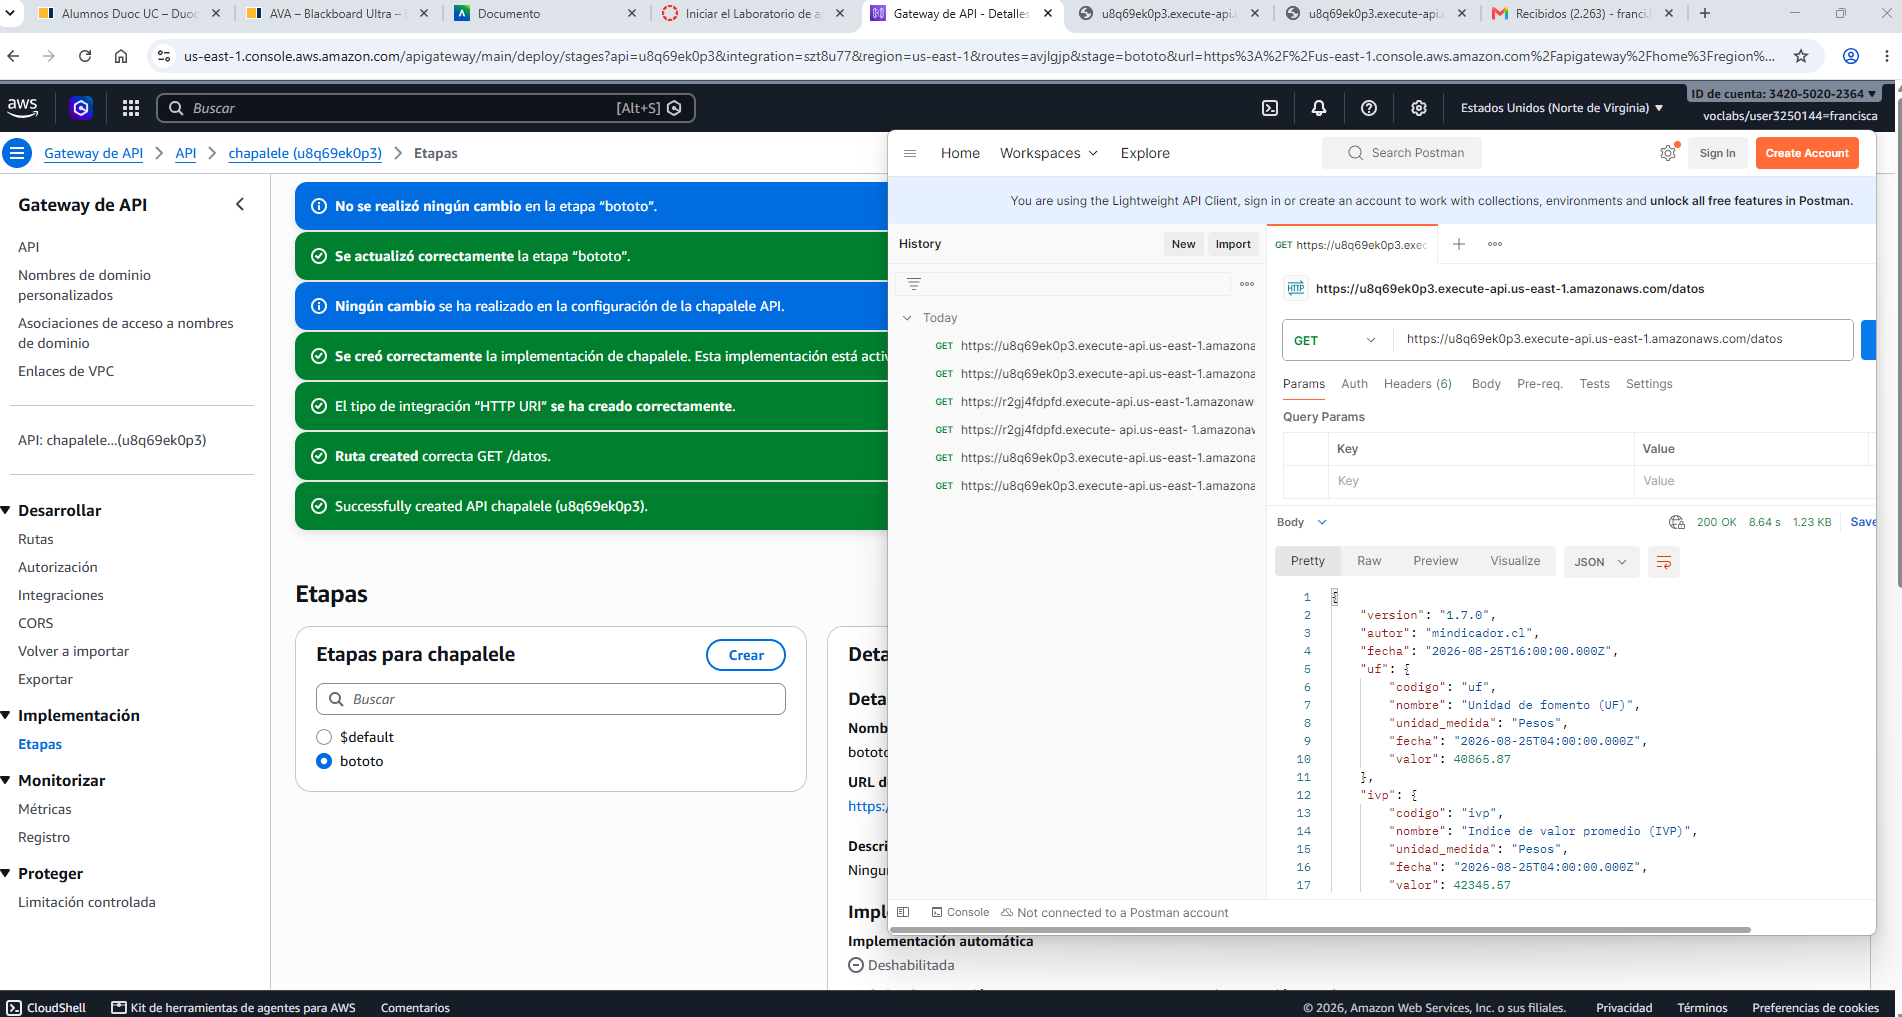 Alumnos Duoc UC – Duoc
AVA – Blackboard Ultra –
Documento
Iniciar el Laboratorio de a
Gateway de API - Detalles
u8q69ek0p3.execute-api.
u8q69ek0p3.execute-api.
Recibidos (2.263) - franci.
us-east-1.console.aws.amazon.com/apigateway/main/deploy/stages?api=u8q69ek0p3&integration=szt8u77&region=us-east-1&routes=avjlgjp&stage=bototo&url=https%3A%2F%2Fus-east-1.console.aws.amazon.com%2Fapigateway%2Fhome%3Fregion%...
aws
Buscar
[Alt+S]
Estados Unidos (Norte de Virginia)
ID de cuenta: 3420-5020-2364
voclabs/user3250144=francisca
Gateway de API
API
chapalele (u8q69ek0p3)
Etapas
Gateway de API
API
Nombres de dominio
personalizados
Asociaciones de acceso a nombres
de dominio
Enlaces de VPC
API: chapalele...(u8q69ek0p3)
Desarrollar
Rutas
Autorización
Integraciones
CORS
Volver a importar
Exportar
Implementación
Etapas
Monitorizar
Métricas
Registro
Proteger
Limitación controlada
No se realizó ningún cambio en la etapa “bototo”.
Se actualizó correctamente la etapa “bototo”.
Ningún cambio se ha realizado en la configuración de la chapalele API.
Se creó correctamente la implementación de chapalele. Esta implementación está activ
El tipo de integración “HTTP URI” se ha creado correctamente.
Ruta created correcta GET /datos.
Successfully created API chapalele (u8q69ek0p3).
Etapas
Etapas para chapalele
Crear
Buscar
$default
bototo
Deta
Deta
Nomb
bototo
URL de
https:/
Descri
Ningun
Impl
Implementación automática
Deshabilitada
Home
Workspaces
Explore
Search Postman
Sign In
Create Account
You are using the Lightweight API Client, sign in or create an account to work with collections, environments and unlock all free features in Postman.
History
New
Import
Today
GET https://u8q69ek0p3.execute-api.us-east-1.amazona
GET https://u8q69ek0p3.execute-api.us-east-1.amazona
GET https://r2gj4fdpfd.execute-api.us-east-1.amazonaw
GET https://r2gj4fdpfd.execute- api.us-east- 1.amazonav
GET https://u8q69ek0p3.execute-api.us-east-1.amazona
GET https://u8q69ek0p3.execute-api.us-east-1.amazona
GET https://u8q69ek0p3.exec
HTTP https://u8q69ek0p3.execute-api.us-east-1.amazonaws.com/datos
GET
https://u8q69ek0p3.execute-api.us-east-1.amazonaws.com/datos
Params Auth Headers (6) Body Pre-req. Tests Settings
Query Params
Key Value
Key Value
Body
200 OK 8.64 s 1.23 KB Save
Pretty Raw Preview Visualize JSON
1 {
2 "version": "1.7.0",
3 "autor": "mindicador.cl",
4 "fecha": "2026-08-25T16:00:00.000Z",
5 "uf": {
6 "codigo": "uf",
7 "nombre": "Unidad de fomento (UF)",
8 "unidad_medida": "Pesos",
9 "fecha": "2026-08-25T04:00:00.000Z",
10 "valor": 40865.87
11 },
12 "ivp": {
13 "codigo": "ivp",
14 "nombre": "Indice de valor promedio (IVP)",
15 "unidad_medida": "Pesos",
16 "fecha": "2026-08-25T04:00:00.000Z",
17 "valor": 42345.57
Console
Not connected to a Postman account
CloudShell
Kit de herramientas de agentes para AWS
Comentarios
© 2026, Amazon Web Services, Inc. o sus filiales.
Privacidad
Términos
Preferencias de cookies